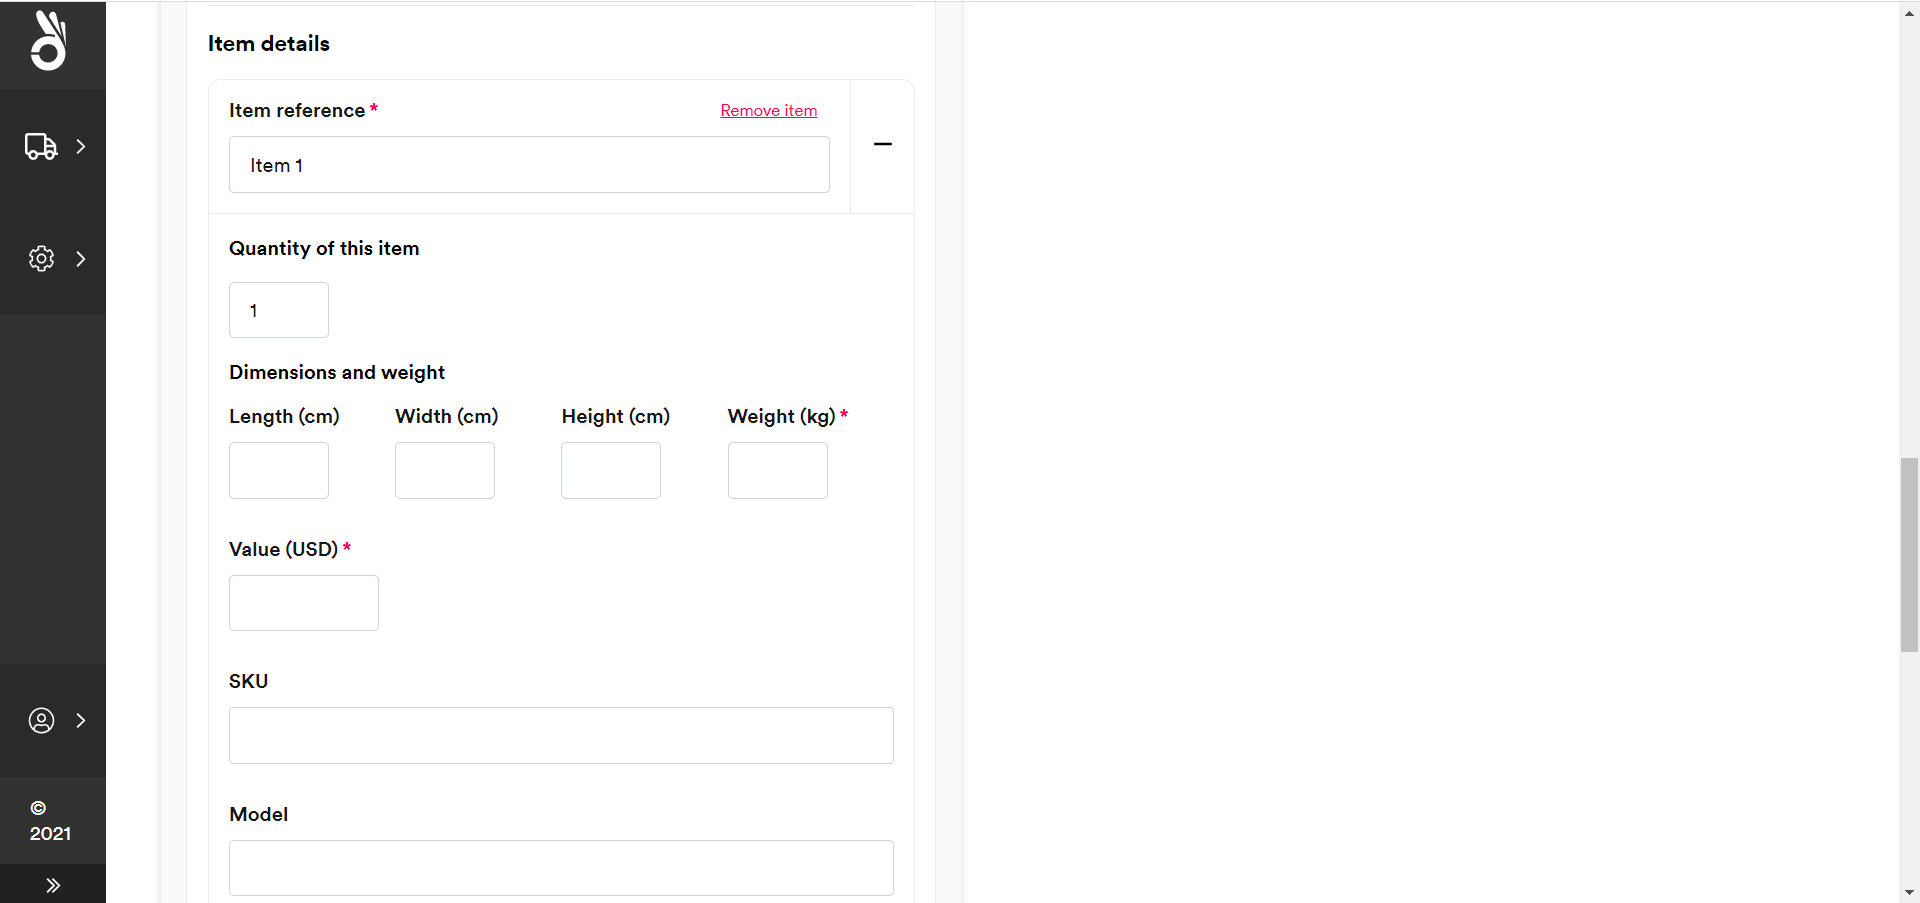 Item details
Item reference *
Remove item
Item 1
Quantity of this item
1
Dimensions and weight
Length (cm) Width (cm) Height (cm) Weight (kg) *
Value (USD) *
SKU
Model
©
2021